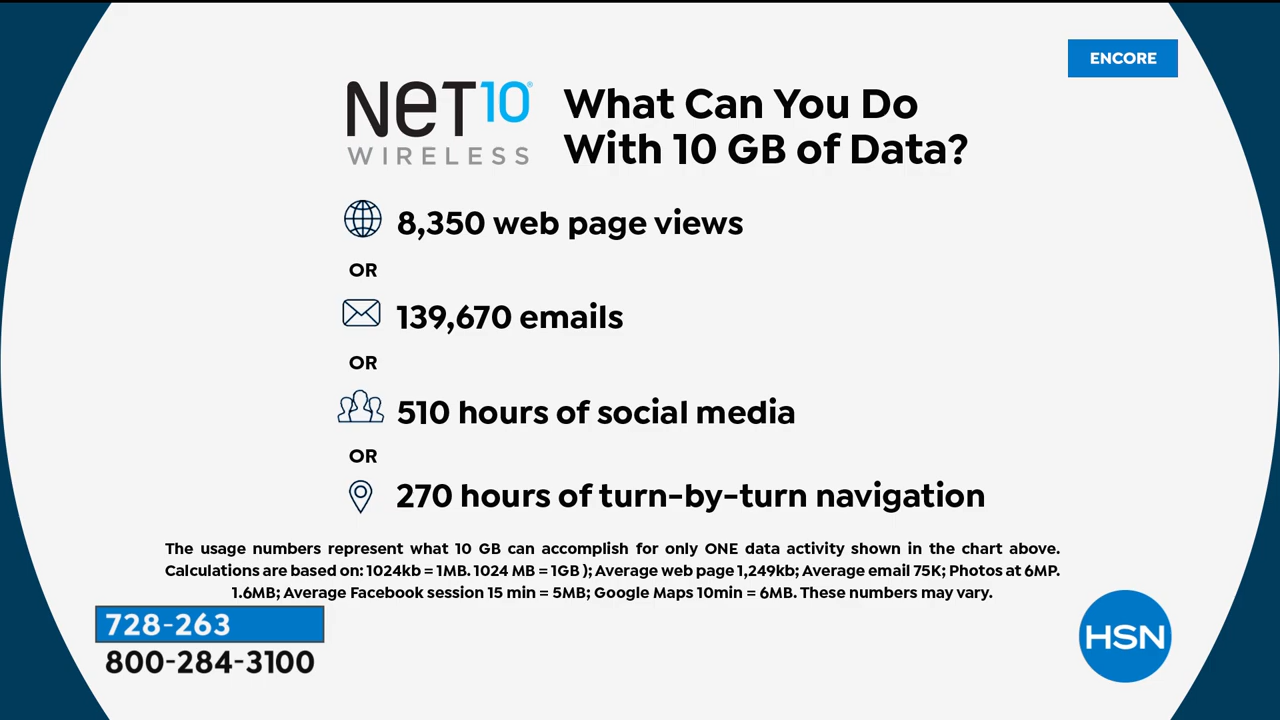 ENCORE
NET10®
WIRELESS
What Can You Do
With 10 GB of Data?
8,350 web page views
OR
139,670 emails
OR
510 hours of social media
OR
270 hours of turn-by-turn navigation
The usage numbers represent what 10 GB can accomplish for only ONE data activity shown in the chart above.
Calculations are based on: 1024kb = 1MB. 1024 MB = 1GB ); Average web page 1,249kb; Average email 75K; Photos at 6MP.
1.6MB; Average Facebook session 15 min = 5MB; Google Maps 10min = 6MB. These numbers may vary.
728-263
800-284-3100
HSN